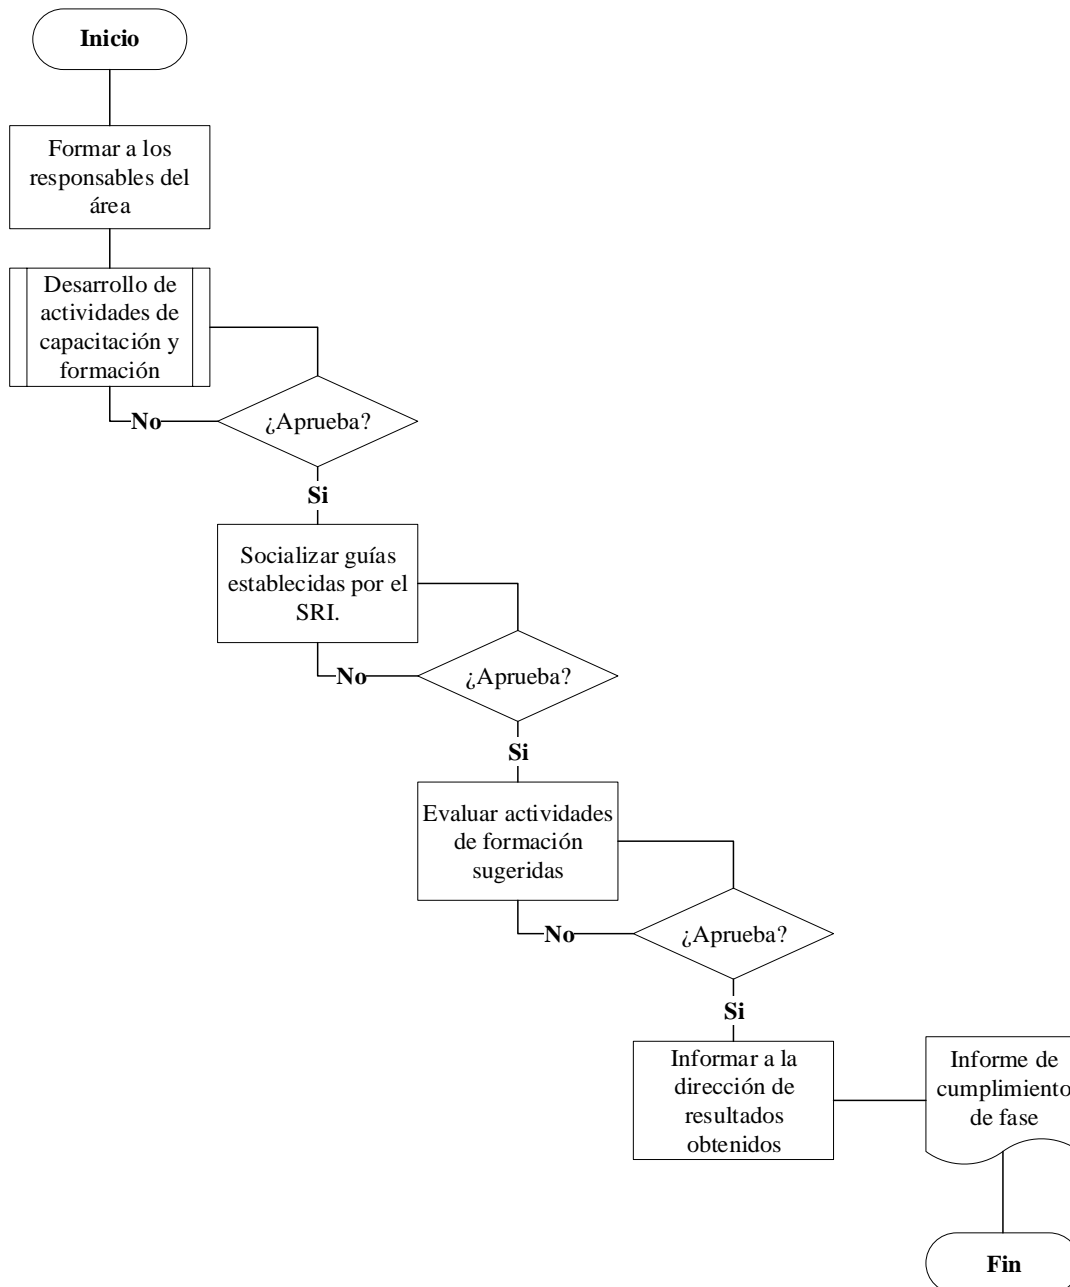 Inicio
Formar a los
responsables del
área
Desarrollo de
actividades de
capacitación y
formación
No
¿Aprueba?
Si
Socializar guías
establecidas por el
SRI.
No
¿Aprueba?
Si
Evaluar actividades
de formación
sugeridas
No
¿Aprueba?
Si
Informar a la
dirección de
resultados
obtenidos
Informe de
cumplimiento
de fase
Fin